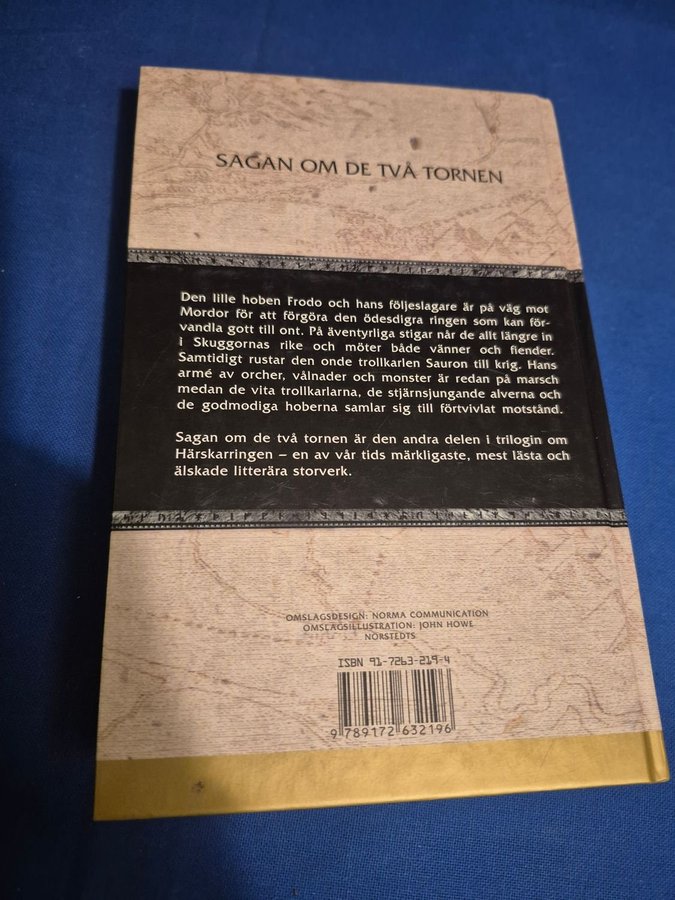 SAGAN OM DE TVÅ TORNEN
Den lille hoben Frodo och hans följeslagare är på väg mot
Mordor för att förgöra den ödesdigra ringen som kan för-
vandla gott till ont. På äventyrliga stigar når de allt längre in
i Skuggornas rike och möter både vänner och fiender.
Samtidigt rustar den onde trollkarlen Sauron till krig. Hans
armé av orcher, vålnader och monster är redan på marsch
medan de vita trollkarlarna, de stjärnsjungande alverna och
de godmodiga hoberna samlar sig till förtvivlat motstånd.
Sagan om de två tornen är den andra delen i trilogin om
Härskarringen – en av vår tids märkligaste, mest lästa och
älskade litterära storverk.
OMSLAGSDESIGN: NORMA COMMUNICATION
OMSLAGSILLUSTRATION: JOHN HOWE
NORSTEDTS
ISBN 91-7263-219-4
9 789172 632196